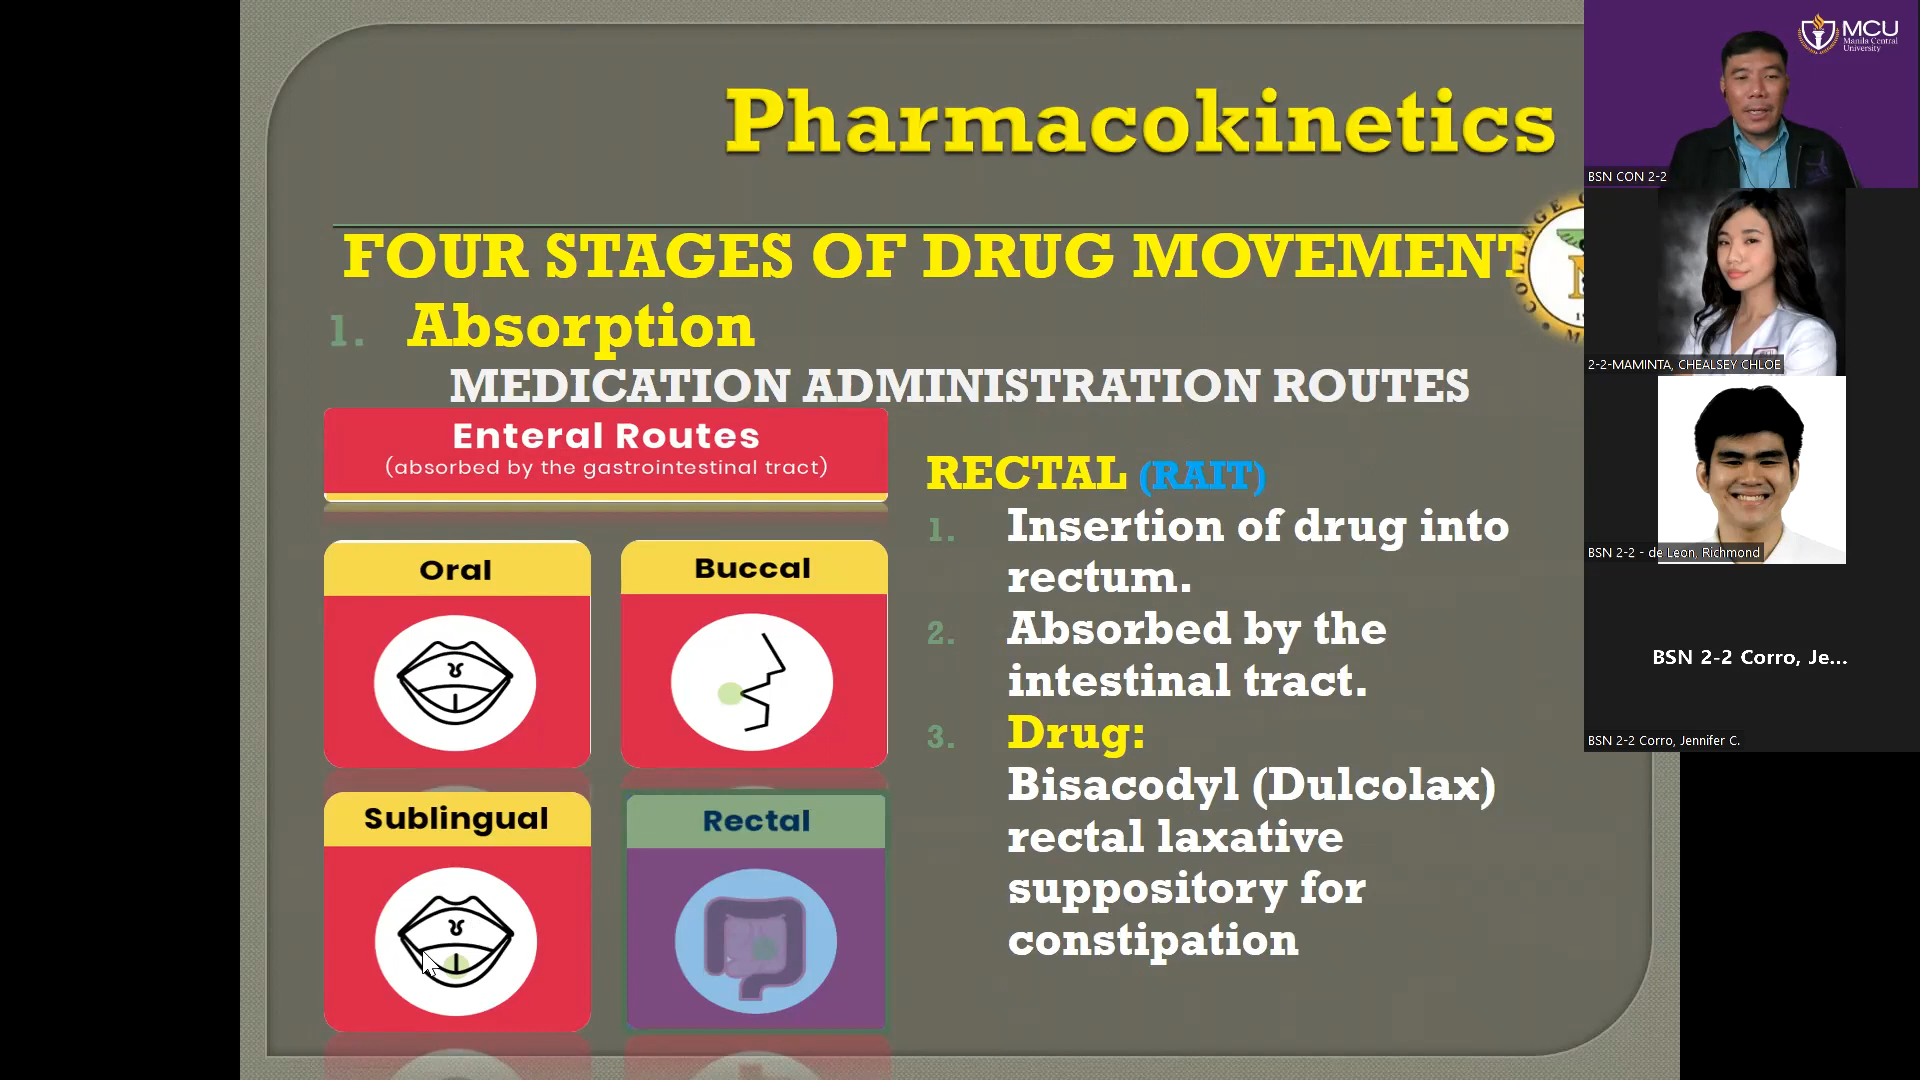 Pharmacokinetics
FOUR STAGES OF DRUG MOVEMENT
1. Absorption
MEDICATION ADMINISTRATION ROUTES
Enteral Routes
(absorbed by the gastrointestinal tract)
Oral
Buccal
Sublingual
Rectal
RECTAL (RAIT)
1. Insertion of drug into
rectum.
2. Absorbed by the
intestinal tract.
3. Drug:
Bisacodyl (Dulcolax)
rectal laxative
suppository for
constipation
MCU
Manila Central
University
BSN CON 2-2
2-2-MAMINTA, CHEALSEY CHLOE
BSN 2-2 - de Leon, Richmond
BSN 2-2 Corro, Je...
BSN 2-2 Corro, Jennifer C.